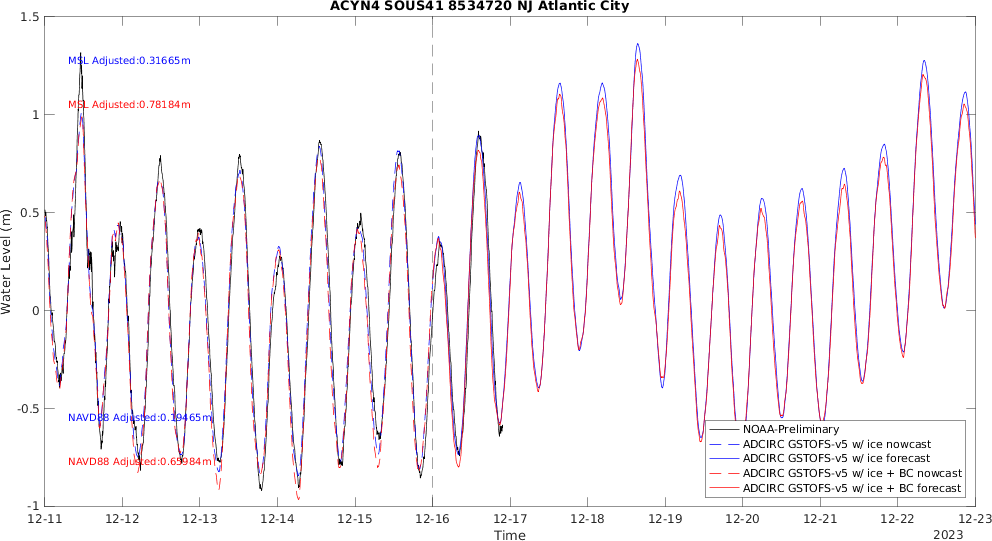 ACYN4 SOUS41 8534720 NJ Atlantic City
1.5
1
0.5
0
-0.5
-1
Water Level (m)
MSL Adjusted:0.31665m
MSL Adjusted:0.78184m
NAVD88 Adjusted:0.19465m
NAVD88 Adjusted:0.65984m
NOAA-Preliminary
ADCIRC GSTOFS-v5 w/ ice nowcast
ADCIRC GSTOFS-v5 w/ ice forecast
ADCIRC GSTOFS-v5 w/ ice + BC nowcast
ADCIRC GSTOFS-v5 w/ ice + BC forecast
12-11 12-12 12-13 12-14 12-15 12-16 12-17 12-18 12-19 12-20 12-21 12-22 12-23
Time
2023